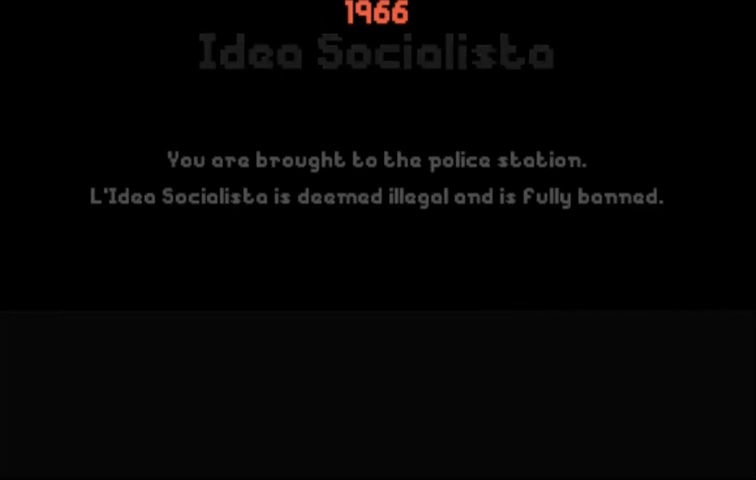 1966
Idea Socialista
You are brought to the police station.
L'Idea Socialista is deemed illegal and is fully banned.